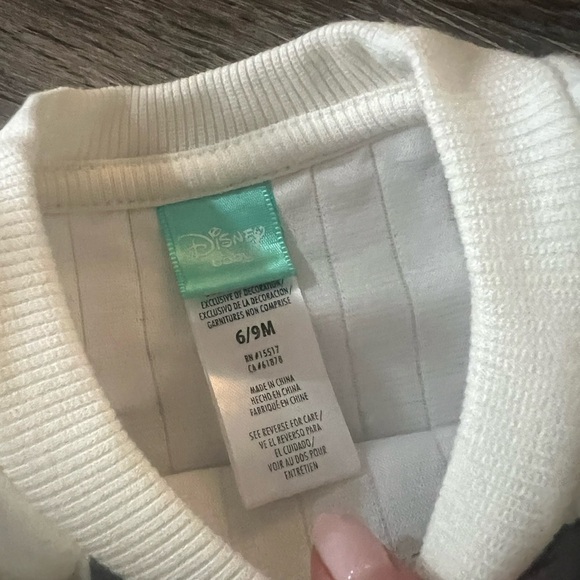 Disney
EXCLUSIVE OF DECORATION/
EXCLUSIVO DE LA DECORACIÓN/
GARNITURES NON COMPRISE
6/9M
RN #15517
CA #61878
MADE IN CHINA
HECHO EN CHINA
FABRIQUÉ EN CHINE
SEE REVERSE FOR CARE/
VE EL REVERSO PARA
EL CUIDADO/
VOIR AU DOS POUR
ENTRETIEN